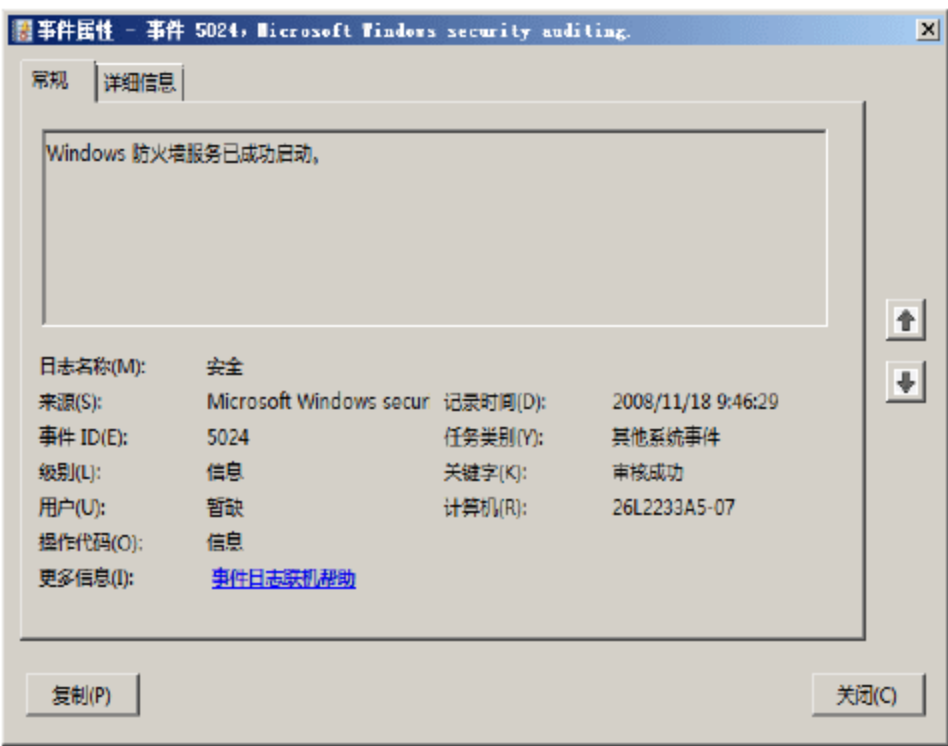 事件属性 - 事件 5024，Microsoft Windows security auditing.
常规 详细信息
Windows 防火墙服务已成功启动。
日志名称(M): 安全
来源(S): Microsoft Windows secur 记录时间(D): 2008/11/18 9:46:29
事件 ID(E): 5024 任务类别(Y): 其他系统事件
级别(L): 信息 关键字(K): 审核成功
用户(U): 暂缺 计算机(R): 26L2233A5-07
操作代码(O): 信息
更多信息(I): 事件日志联机帮助
复制(P) 关闭(C)